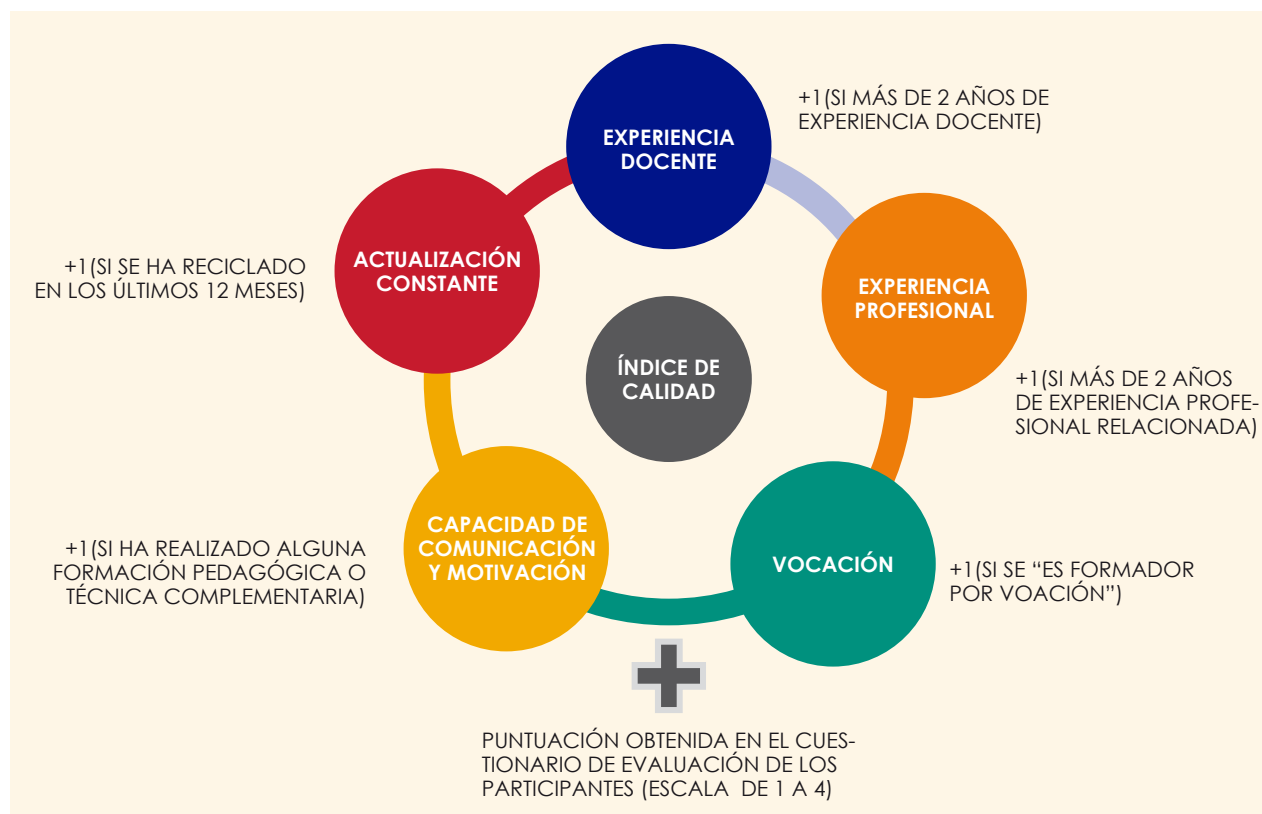 EXPERIENCIA
DOCENTE
+1(SI MÁS DE 2 AÑOS DE
EXPERIENCIA DOCENTE)
EXPERIENCIA
PROFESIONAL
+1(SI MÁS DE 2 AÑOS
DE EXPERIENCIA PROFE-
SIONAL RELACIONADA)
VOCACIÓN
+1(SI SE “ES FORMADOR
POR VOACIÓN”)
CAPACIDAD DE
COMUNICACIÓN
Y MOTIVACIÓN
+1(SI HA REALIZADO ALGUNA
FORMACIÓN PEDAGÓGICA O
TÉCNICA COMPLEMENTARIA)
ACTUALIZACIÓN
CONSTANTE
+1(SI SE HA RECICLADO
EN LOS ÚLTIMOS 12 MESES)
ÍNDICE DE
CALIDAD
PUNTUACIÓN OBTENIDA EN EL CUES-
TIONARIO DE EVALUACIÓN DE LOS
PARTICIPANTES (ESCALA  DE 1 A 4)